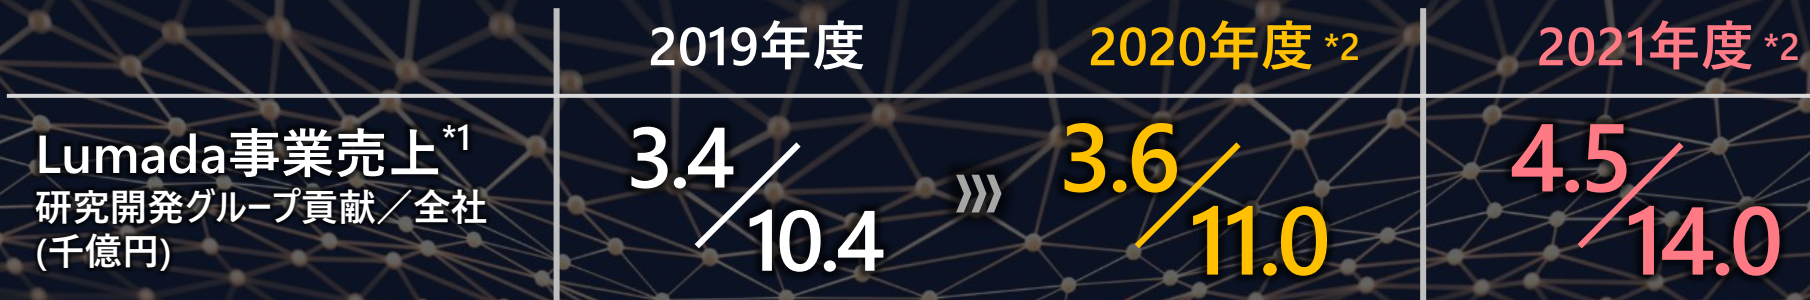 2019年度
2020年度 *2
2021年度 *2
Lumada事業売上*1
研究開発グループ貢献／全社
(千億円)
3.4／10.4
3.6／11.0
4.5／14.0